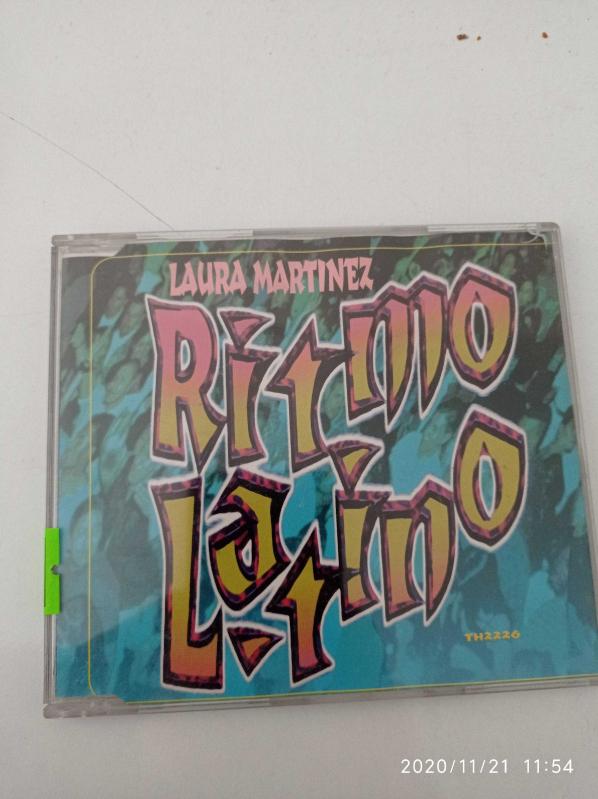 LAURA MARTINEZ
Ritmo
Latino
TH2226
2020/11/21 11:54